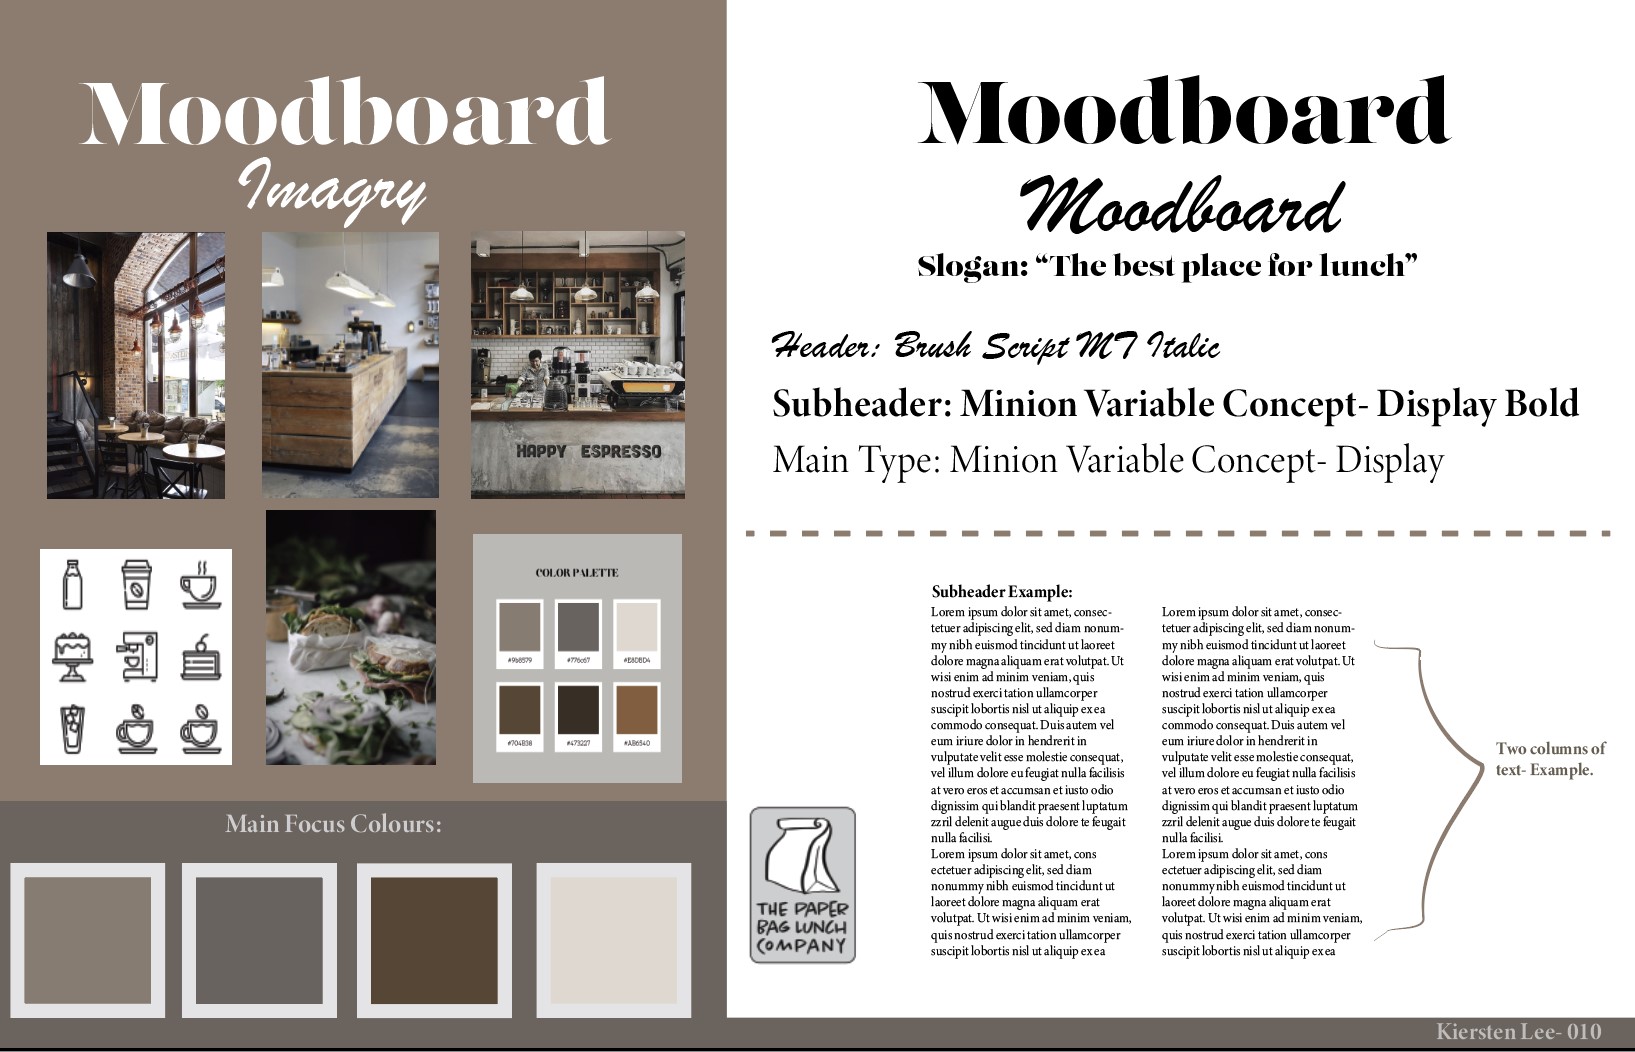 Moodboard
Imagry
HAPPY ESPRESSO
COLOR PALETTE
#9b8579
#776c67
#E8DBD4
#704B38
#473227
#AB6540
Main Focus Colours:
Moodboard
Moodboard
Slogan: “The best place for lunch”
Header: Brush Script MT Italic
Subheader: Minion Variable Concept- Display Bold
Main Type: Minion Variable Concept- Display
Subheader Example:
Lorem ipsum dolor sit amet, consec-
tetuer adipiscing elit, sed diam nonum-
my nibh euismod tincidunt ut laoreet
dolore magna aliquam erat volutpat. Ut
wisi enim ad minim veniam, quis
nostrud exerci tation ullamcorper
suscipit lobortis nisl ut aliquip ex ea
commodo consequat. Duis autem vel
eum iriure dolor in hendrerit in
vulputate velit esse molestie consequat,
vel illum dolore eu feugiat nulla facilisis
at vero eros et accumsan et iusto odio
dignissim qui blandit praesent luptatum
zzril delenit augue duis dolore te feugait
nulla facilisi.
Lorem ipsum dolor sit amet, cons
ectetuer adipiscing elit, sed diam
nonummy nibh euismod tincidunt ut
laoreet dolore magna aliquam erat
volutpat. Ut wisi enim ad minim veniam,
quis nostrud exerci tation ullamcorper
suscipit lobortis nisl ut aliquip ex ea
Lorem ipsum dolor sit amet, consec-
tetuer adipiscing elit, sed diam nonum-
my nibh euismod tincidunt ut laoreet
dolore magna aliquam erat volutpat. Ut
wisi enim ad minim veniam, quis
nostrud exerci tation ullamcorper
suscipit lobortis nisl ut aliquip ex ea
commodo consequat. Duis autem vel
eum iriure dolor in hendrerit in
vulputate velit esse molestie consequat,
vel illum dolore eu feugiat nulla facilisis
at vero eros et accumsan et iusto odio
dignissim qui blandit praesent luptatum
zzril delenit augue duis dolore te feugait
nulla facilisi.
Lorem ipsum dolor sit amet, cons
ectetuer adipiscing elit, sed diam
nonummy nibh euismod tincidunt ut
laoreet dolore magna aliquam erat
volutpat. Ut wisi enim ad minim veniam,
quis nostrud exerci tation ullamcorper
suscipit lobortis nisl ut aliquip ex ea
Two columns of
text- Example.
THE PAPER
BAG LUNCH
COMPANY
Kiersten Lee- 010